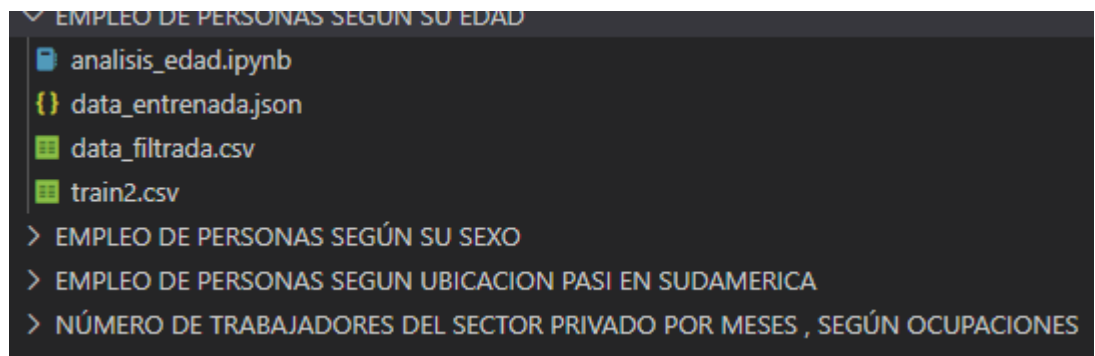 EMPLEO DE PERSONAS SEGÚN SU EDAD
analisis_edad.ipynb
{} data_entrenada.json
data_filtrada.csv
train2.csv
> EMPLEO DE PERSONAS SEGÚN SU SEXO
> EMPLEO DE PERSONAS SEGUN UBICACION PASI EN SUDAMERICA
> NÚMERO DE TRABAJADORES DEL SECTOR PRIVADO POR MESES , SEGÚN OCUPACIONES